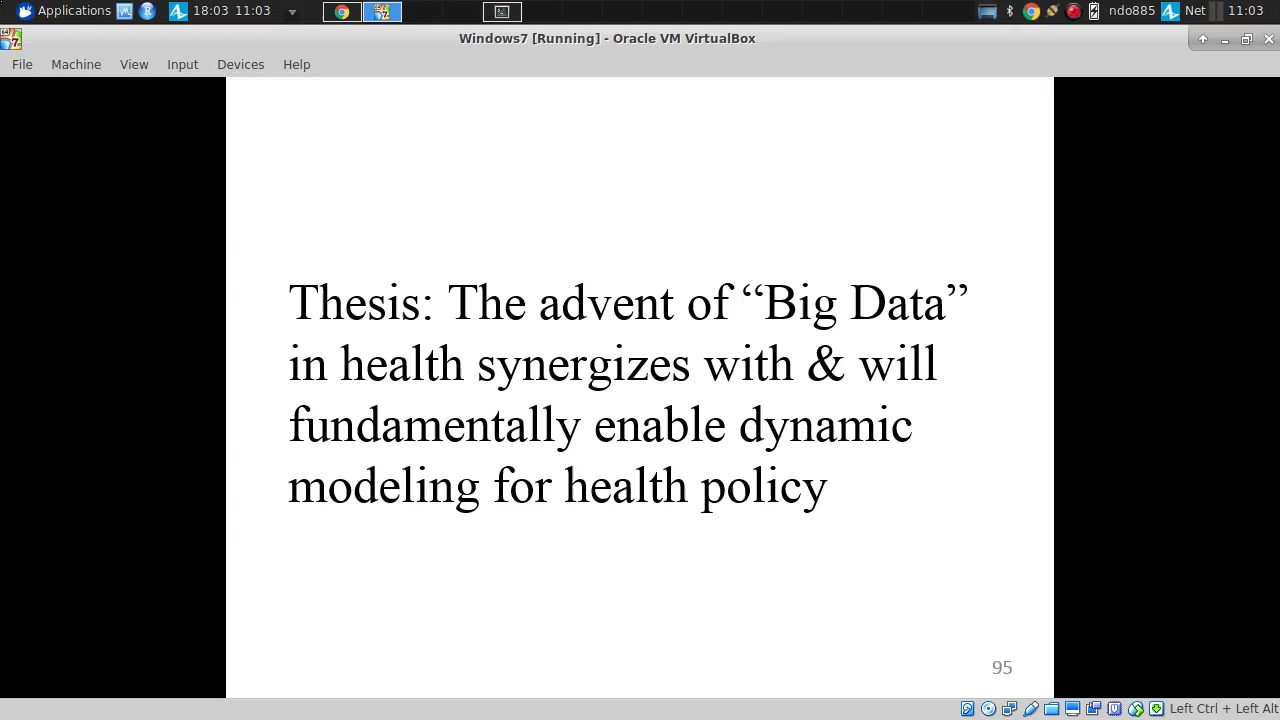 Applications 18:03 11:03 ndo885 Net 11:03
Windows7 [Running] - Oracle VM VirtualBox
File Machine View Input Devices Help
Thesis: The advent of “Big Data”
in health synergizes with & will
fundamentally enable dynamic
modeling for health policy
95
Left Ctrl + Left Alt